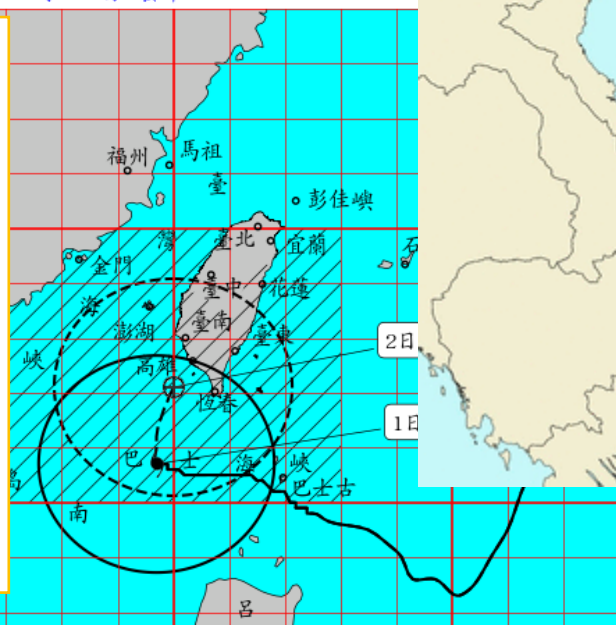 福州
馬祖
臺
彭佳嶼
灣
臺北
宜蘭
石
金門
臺中
花蓮
海
澎湖
臺南
臺東
2日
峽
高雄
恆春
1日
巴
士
海
峽
巴士古
南
呂